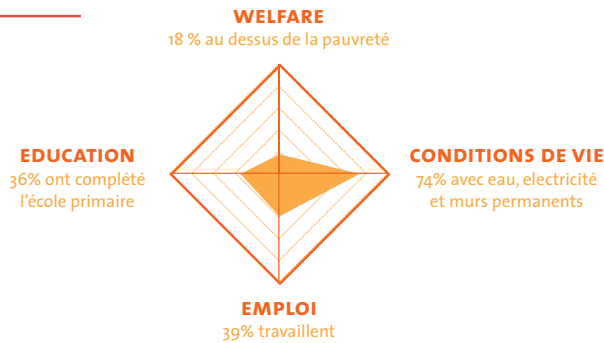 WELFARE
18 % au dessus de la pauvreté
EDUCATION
36% ont complété
l'école primaire
CONDITIONS DE VIE
74% avec eau, electricité
et murs permanents
EMPLOI
39% travaillent